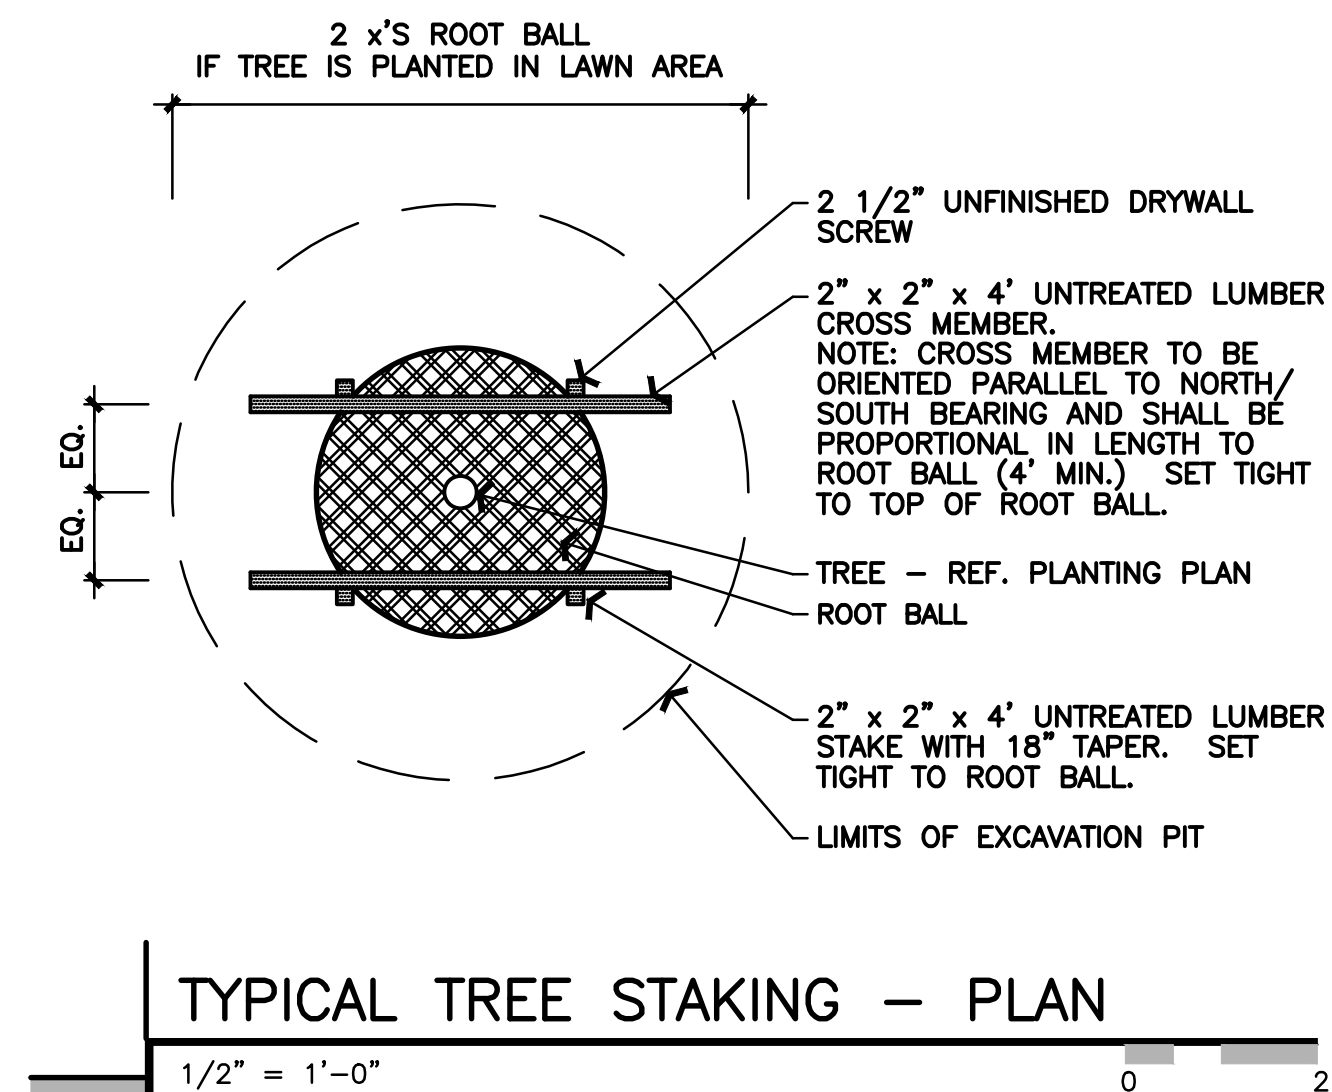 2 x'S ROOT BALL
IF TREE IS PLANTED IN LAWN AREA
2 1/2" UNFINISHED DRYWALL
SCREW
2" x 2" x 4' UNTREATED LUMBER
CROSS MEMBER.
NOTE: CROSS MEMBER TO BE
ORIENTED PARALLEL TO NORTH/
SOUTH BEARING AND SHALL BE
PROPORTIONAL IN LENGTH TO
ROOT BALL (4' MIN.) SET TIGHT
TO TOP OF ROOT BALL.
EQ.
EQ.
TREE – REF. PLANTING PLAN
ROOT BALL
2" x 2" x 4' UNTREATED LUMBER
STAKE WITH 18" TAPER. SET
TIGHT TO ROOT BALL.
LIMITS OF EXCAVATION PIT
TYPICAL TREE STAKING – PLAN
1/2" = 1'-0"
0 2